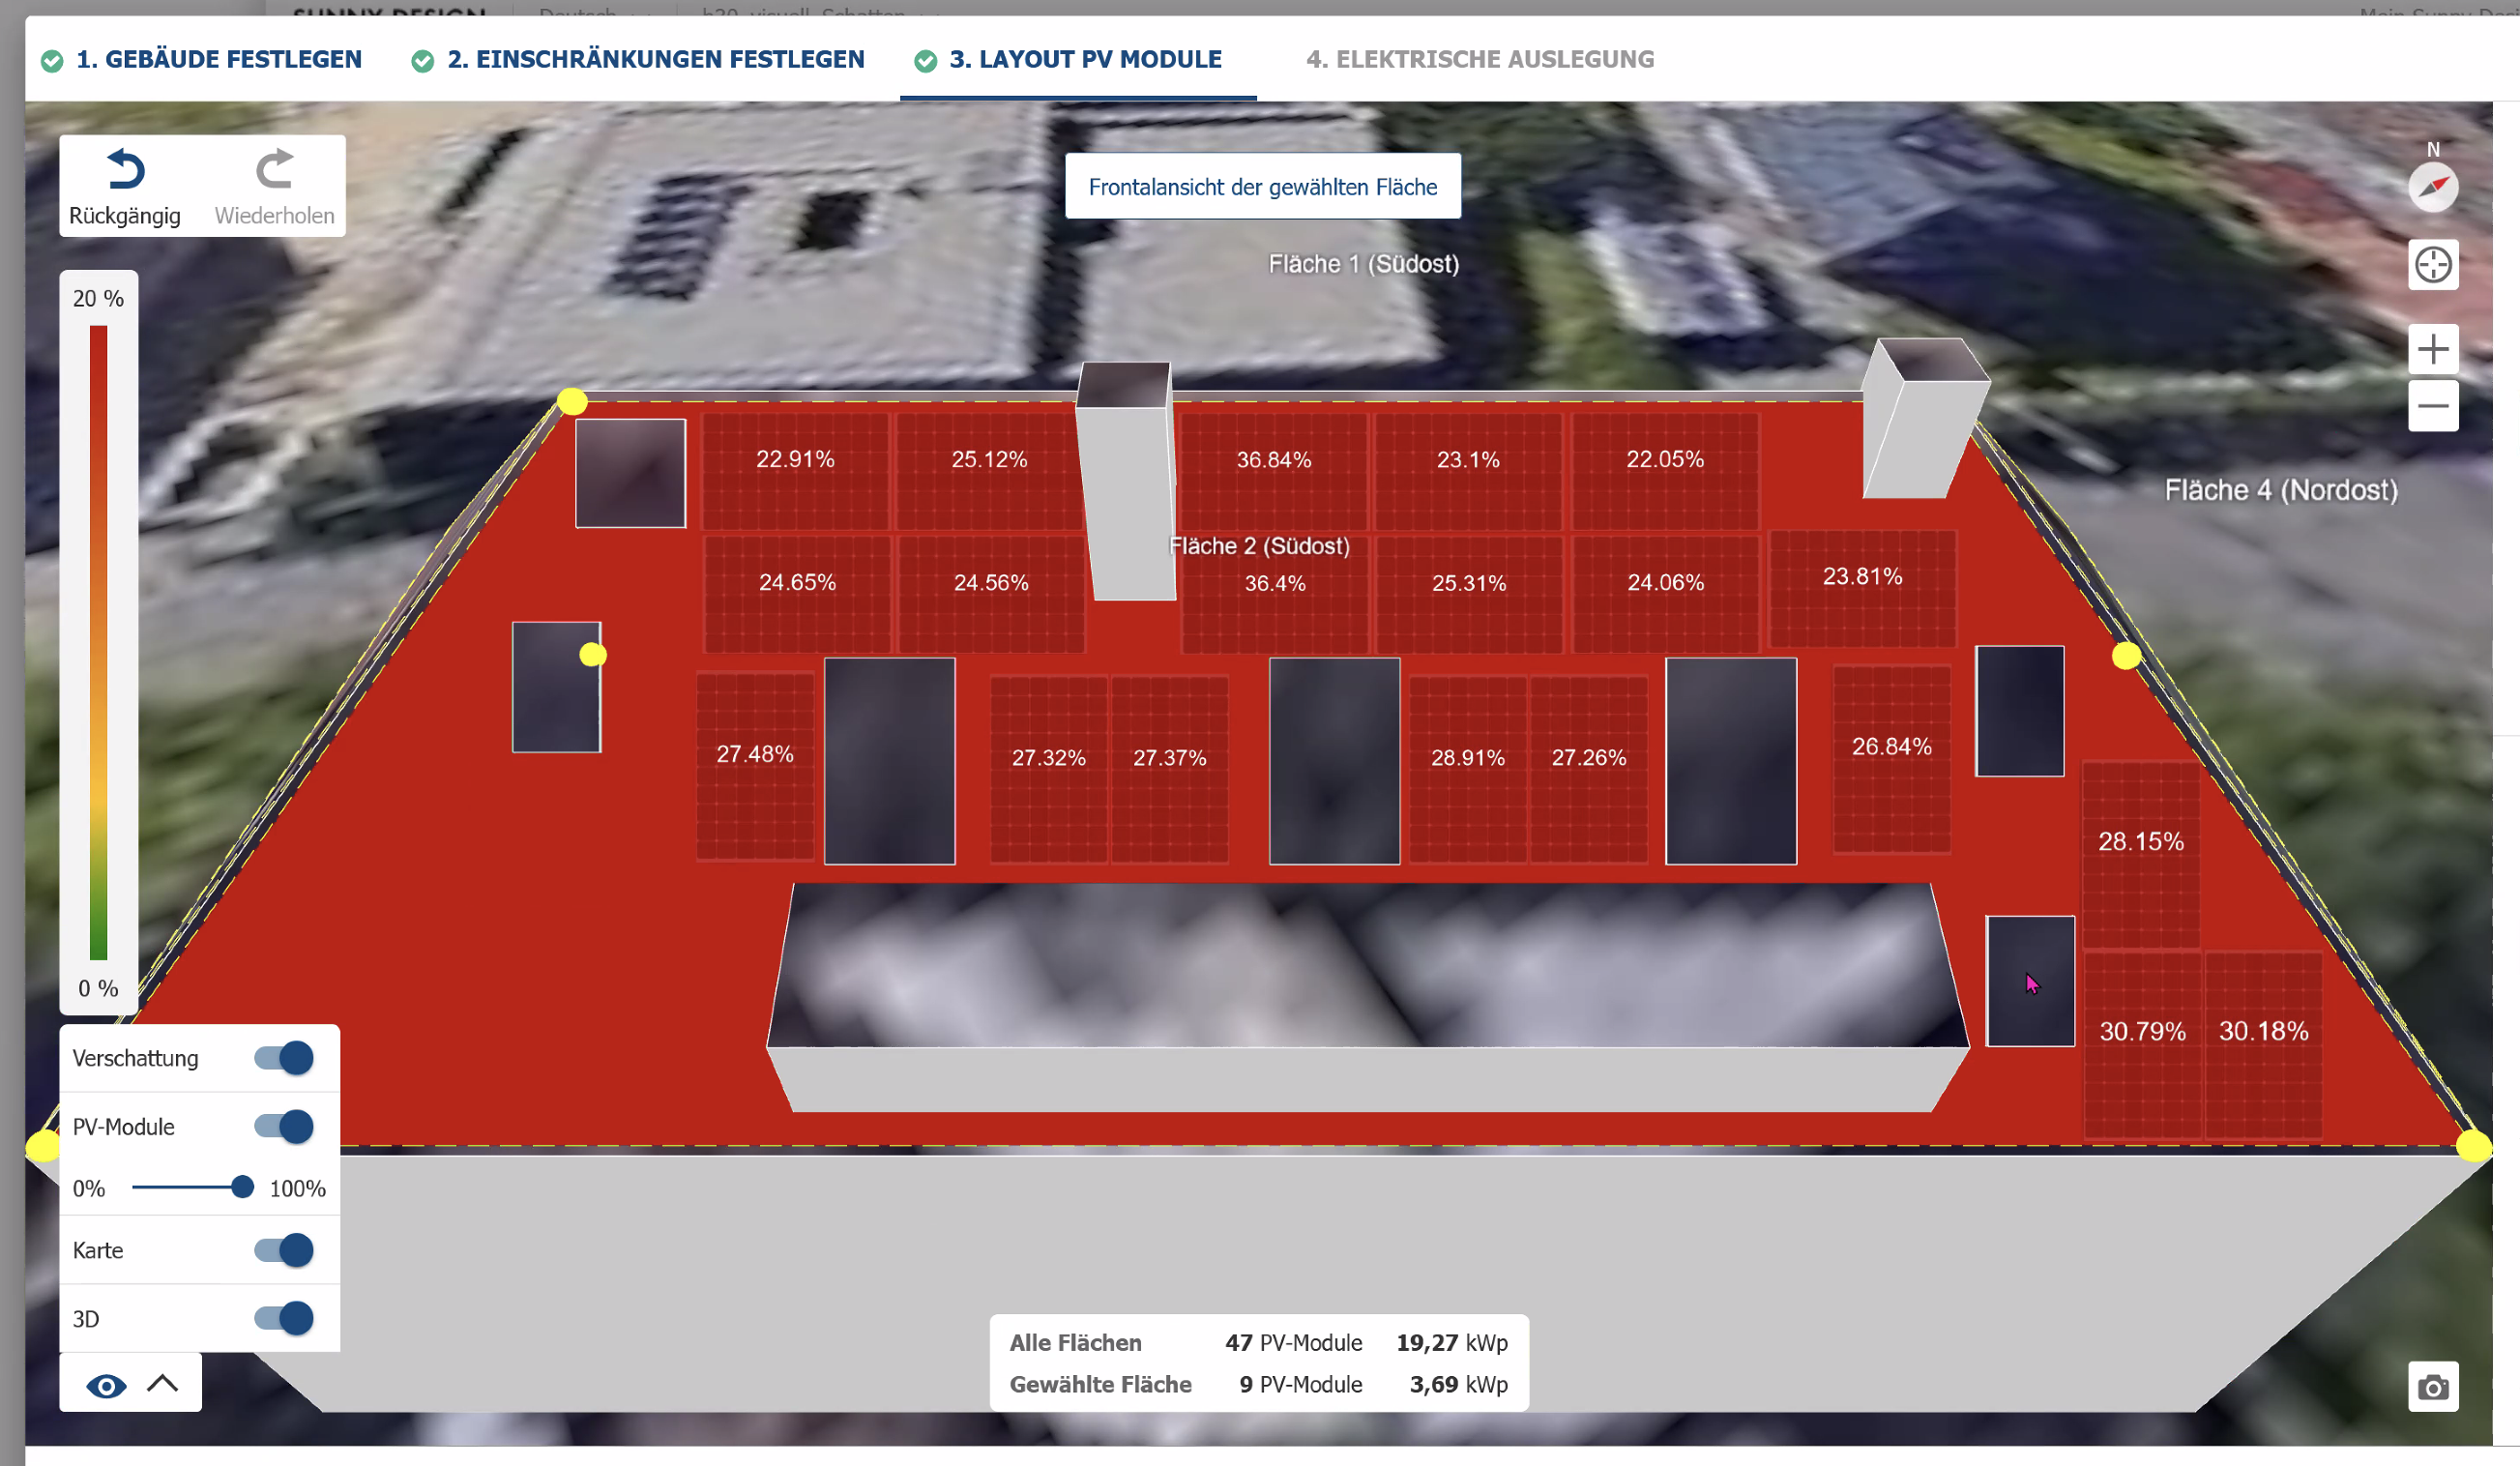 SUNNY DESIGN Deutsch h20_visuell_Schatten
1. GEBÄUDE FESTLEGEN 2. EINSCHRÄNKUNGEN FESTLEGEN 3. LAYOUT PV MODULE 4. ELEKTRISCHE AUSLEGUNG
Rückgängig Wiederholen
Frontalansicht der gewählten Fläche
N
Fläche 1 (Südost)
20 %
22.91% 25.12% 36.84% 23.1% 22.05%
Fläche 4 (Nordost)
Fläche 2 (Südost)
24.65% 24.56% 36.4% 25.31% 24.06% 23.81%
27.48% 27.32% 27.37% 28.91% 27.26% 26.84%
28.15%
0 %
30.79% 30.18%
Verschattung
PV-Module
0% 100%
Karte
3D
Alle Flächen 47 PV-Module 19,27 kWp
Gewählte Fläche 9 PV-Module 3,69 kWp